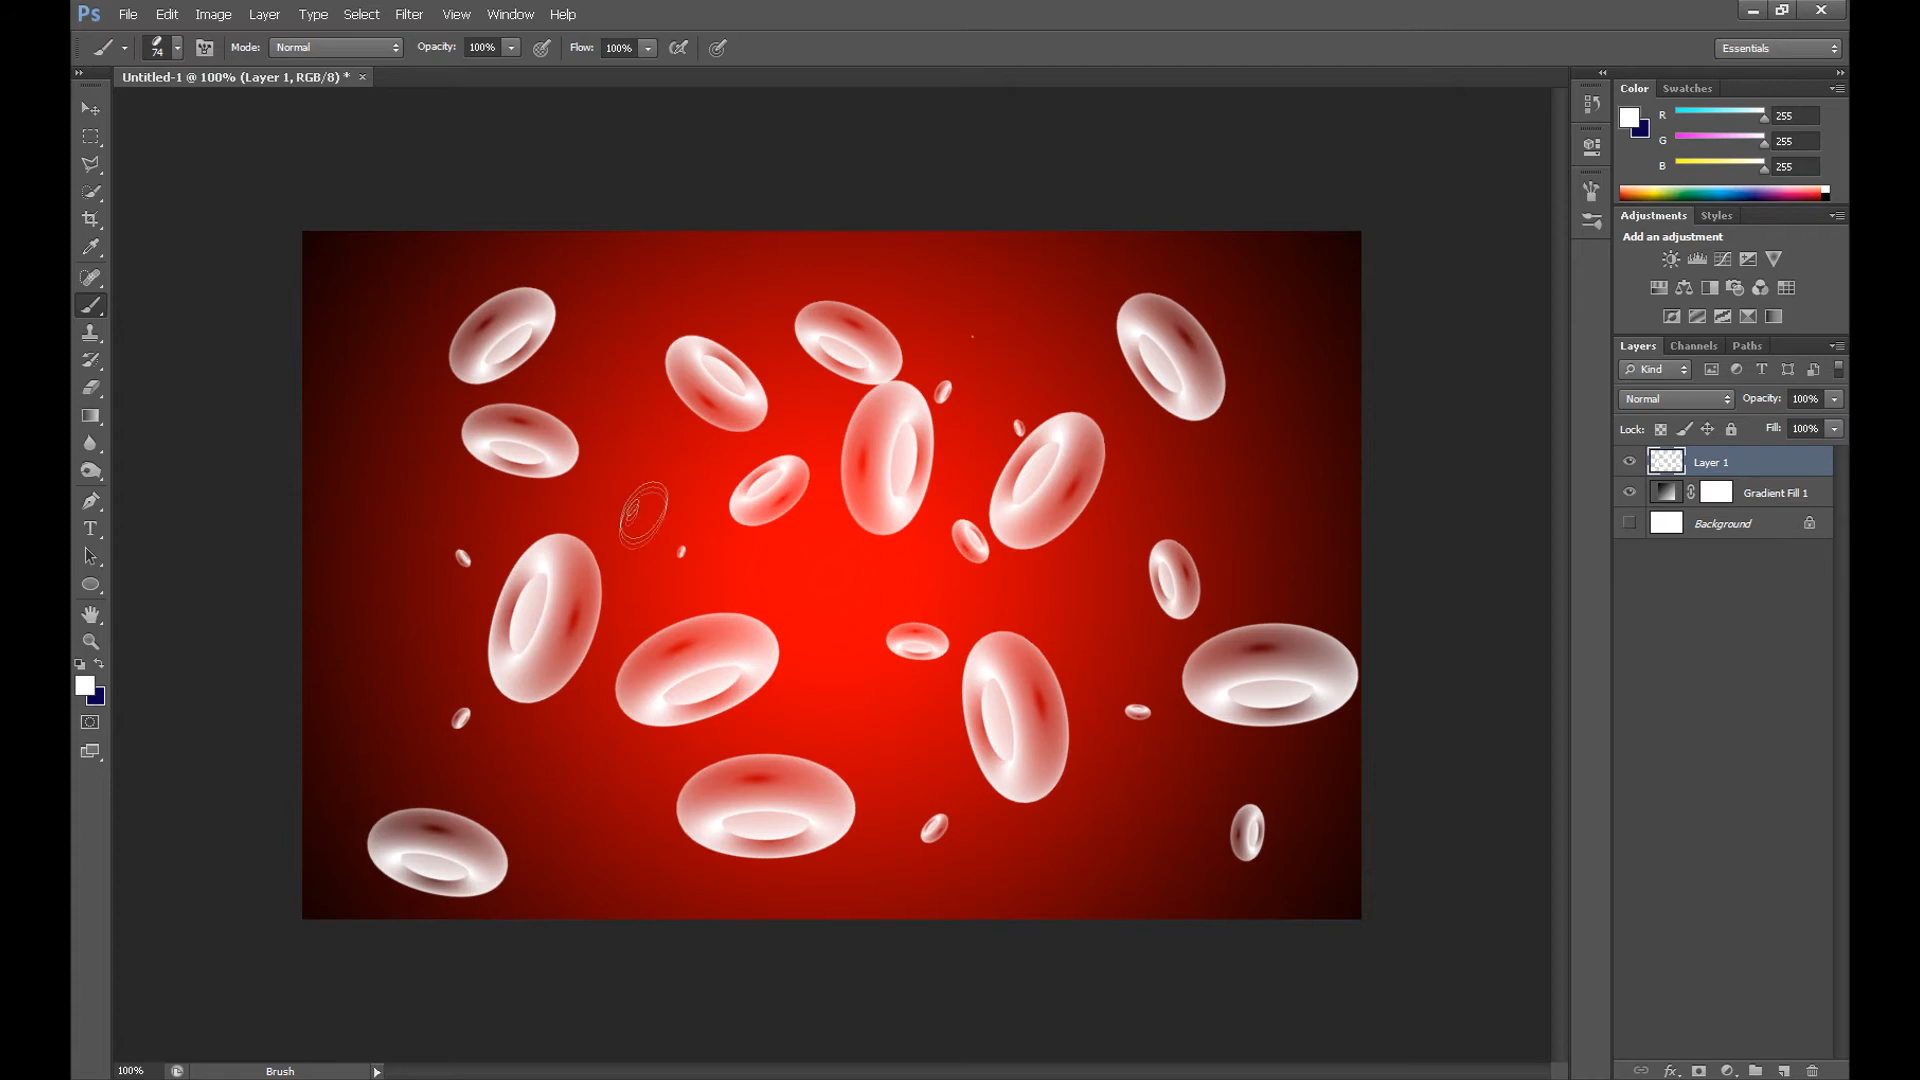 Ps File Edit Image Layer Type Select Filter View Window Help
74 Mode: Normal Opacity: 100% Flow: 100% Essentials
Untitled-1 @ 100% (Layer 1, RGB/8) * ×
Color Swatches
R 255
G 255
B 255
Adjustments Styles
Add an adjustment
Layers Channels Paths
Kind
Normal Opacity: 100%
Lock: Fill: 100%
Layer 1
Gradient Fill 1
Background
100% Brush